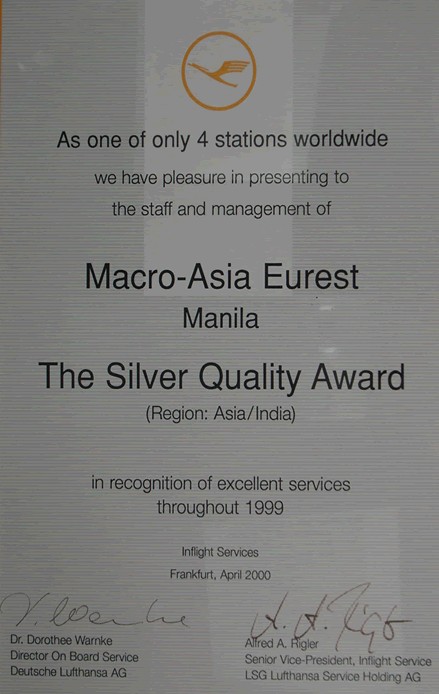 As one of only 4 stations worldwide
we have pleasure in presenting to
the staff and management of
Macro-Asia Eurest
Manila
The Silver Quality Award
(Region: Asia/India)
in recognition of excellent services
throughout 1999
Inflight Services
Frankfurt, April 2000
Dr. Dorothee Warnke
Director On Board Service
Deutsche Lufthansa AG
Alfred A. Rigler
Senior Vice-President, Inflight Service
LSG Lufthansa Service Holding AG